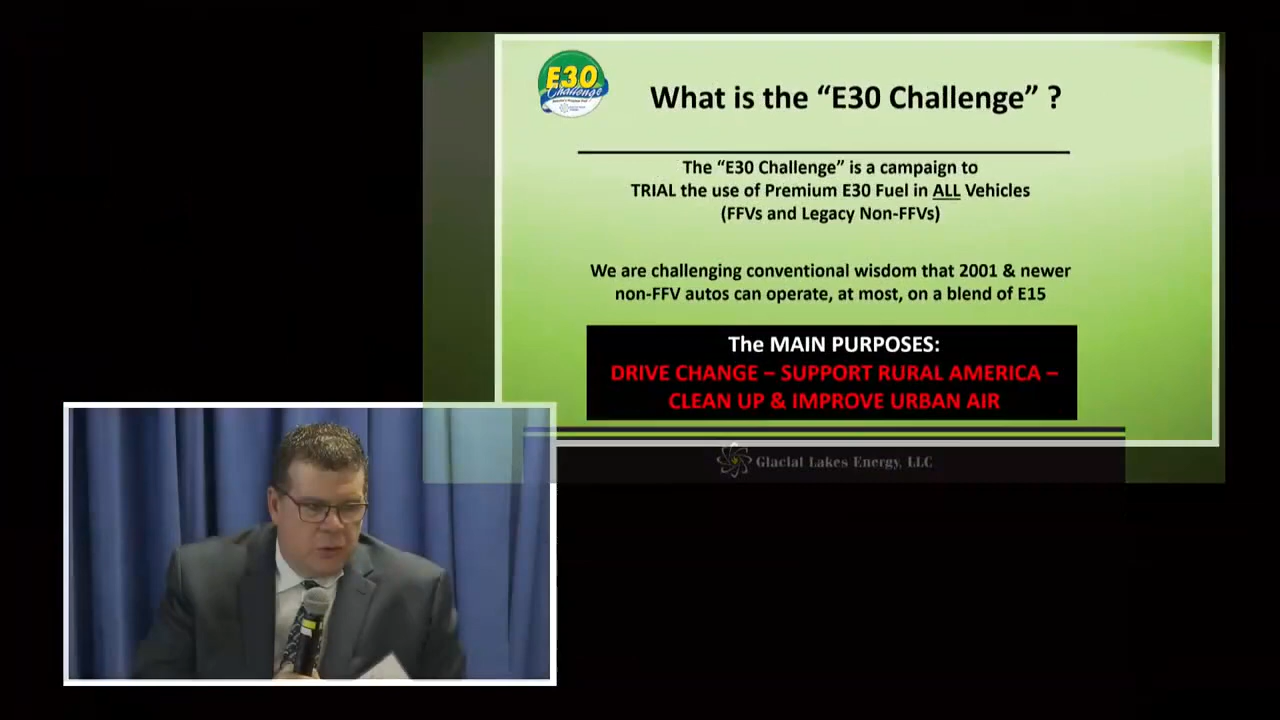 E30
Challenge
What is the “E30 Challenge” ?
The “E30 Challenge” is a campaign to
TRIAL the use of Premium E30 Fuel in ALL Vehicles
(FFVs and Legacy Non-FFVs)
We are challenging conventional wisdom that 2001 & newer
non-FFV autos can operate, at most, on a blend of E15
The MAIN PURPOSES:
DRIVE CHANGE – SUPPORT RURAL AMERICA –
CLEAN UP & IMPROVE URBAN AIR
Glacial Lakes Energy, LLC